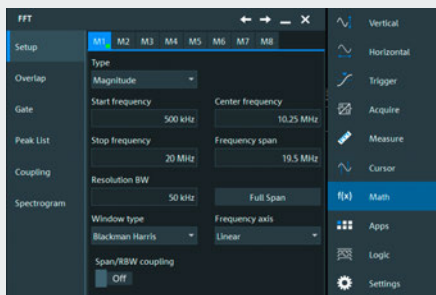 FFT
Setup
Overlap
Gate
Peak List
Coupling
Spectrogram
M1 M2 M3 M4 M5 M6 M7 M8
Type
Magnitude
Start frequency
500 kHz
Center frequency
10.25 MHz
Stop frequency
20 MHz
Frequency span
19.5 MHz
Resolution BW
50 kHz
Full Span
Window type
Blackman Harris
Frequency axis
Linear
Span/RBW coupling
Off
Vertical
Horizontal
Trigger
Acquire
Measure
Cursor
f(x) Math
Apps
Logic
Settings